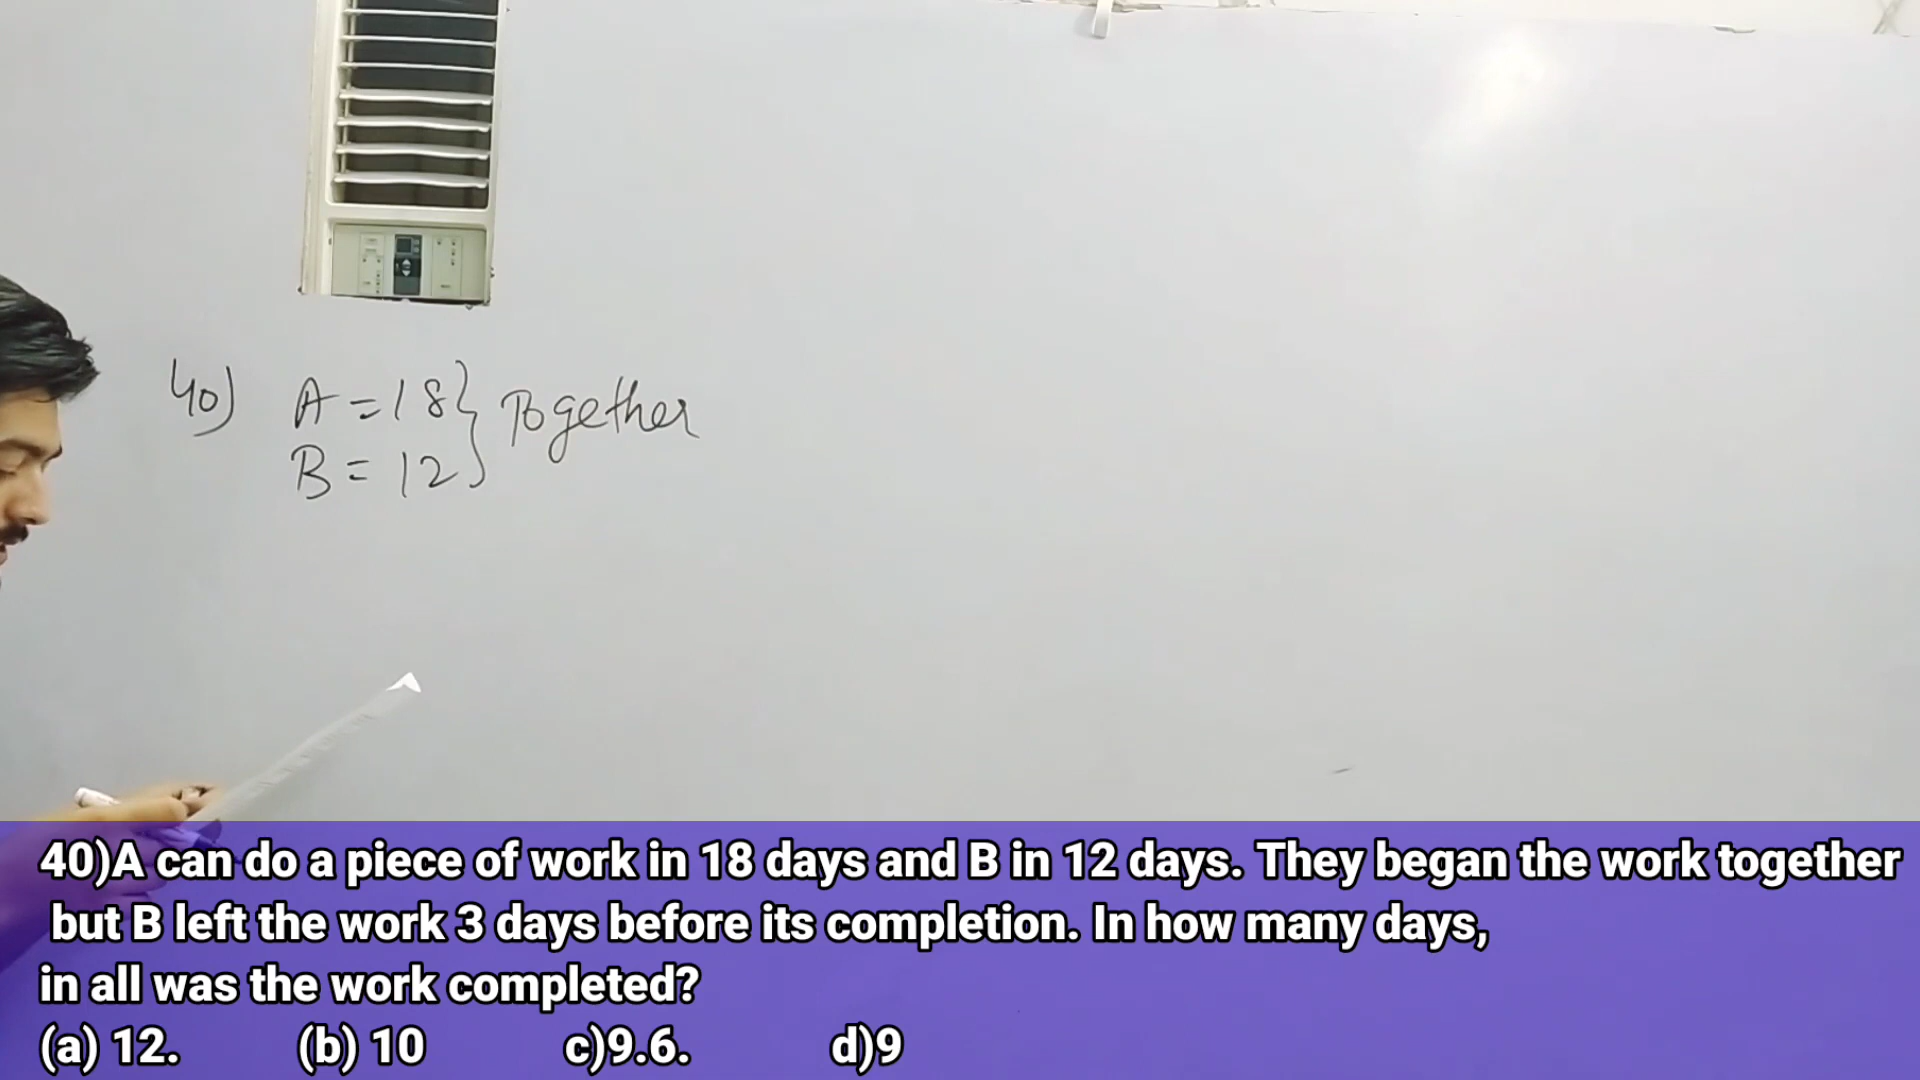 40) A = 18 } Together
B = 12
40)A can do a piece of work in 18 days and B in 12 days. They began the work together
but B left the work 3 days before its completion. In how many days,
in all was the work completed?
(a) 12. (b) 10 c)9.6. d)9